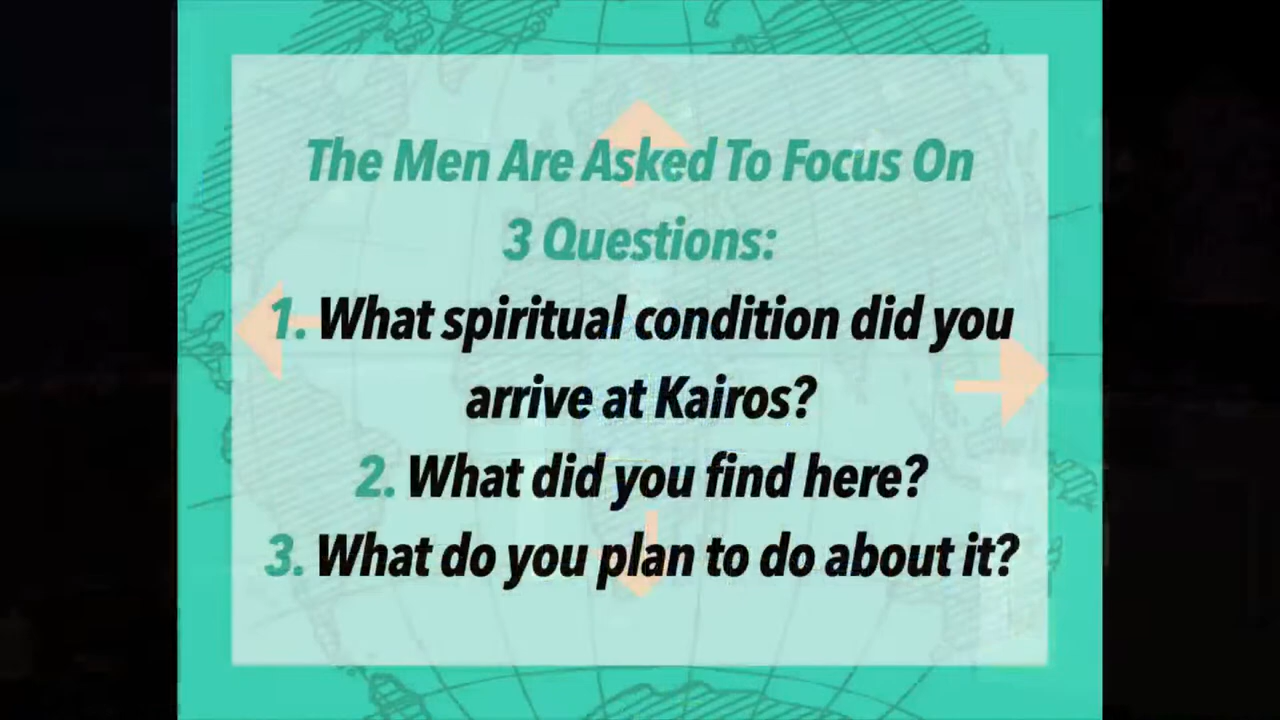 The Men Are Asked To Focus On
3 Questions:
1. What spiritual condition did you
arrive at Kairos?
2. What did you find here?
3. What do you plan to do about it?